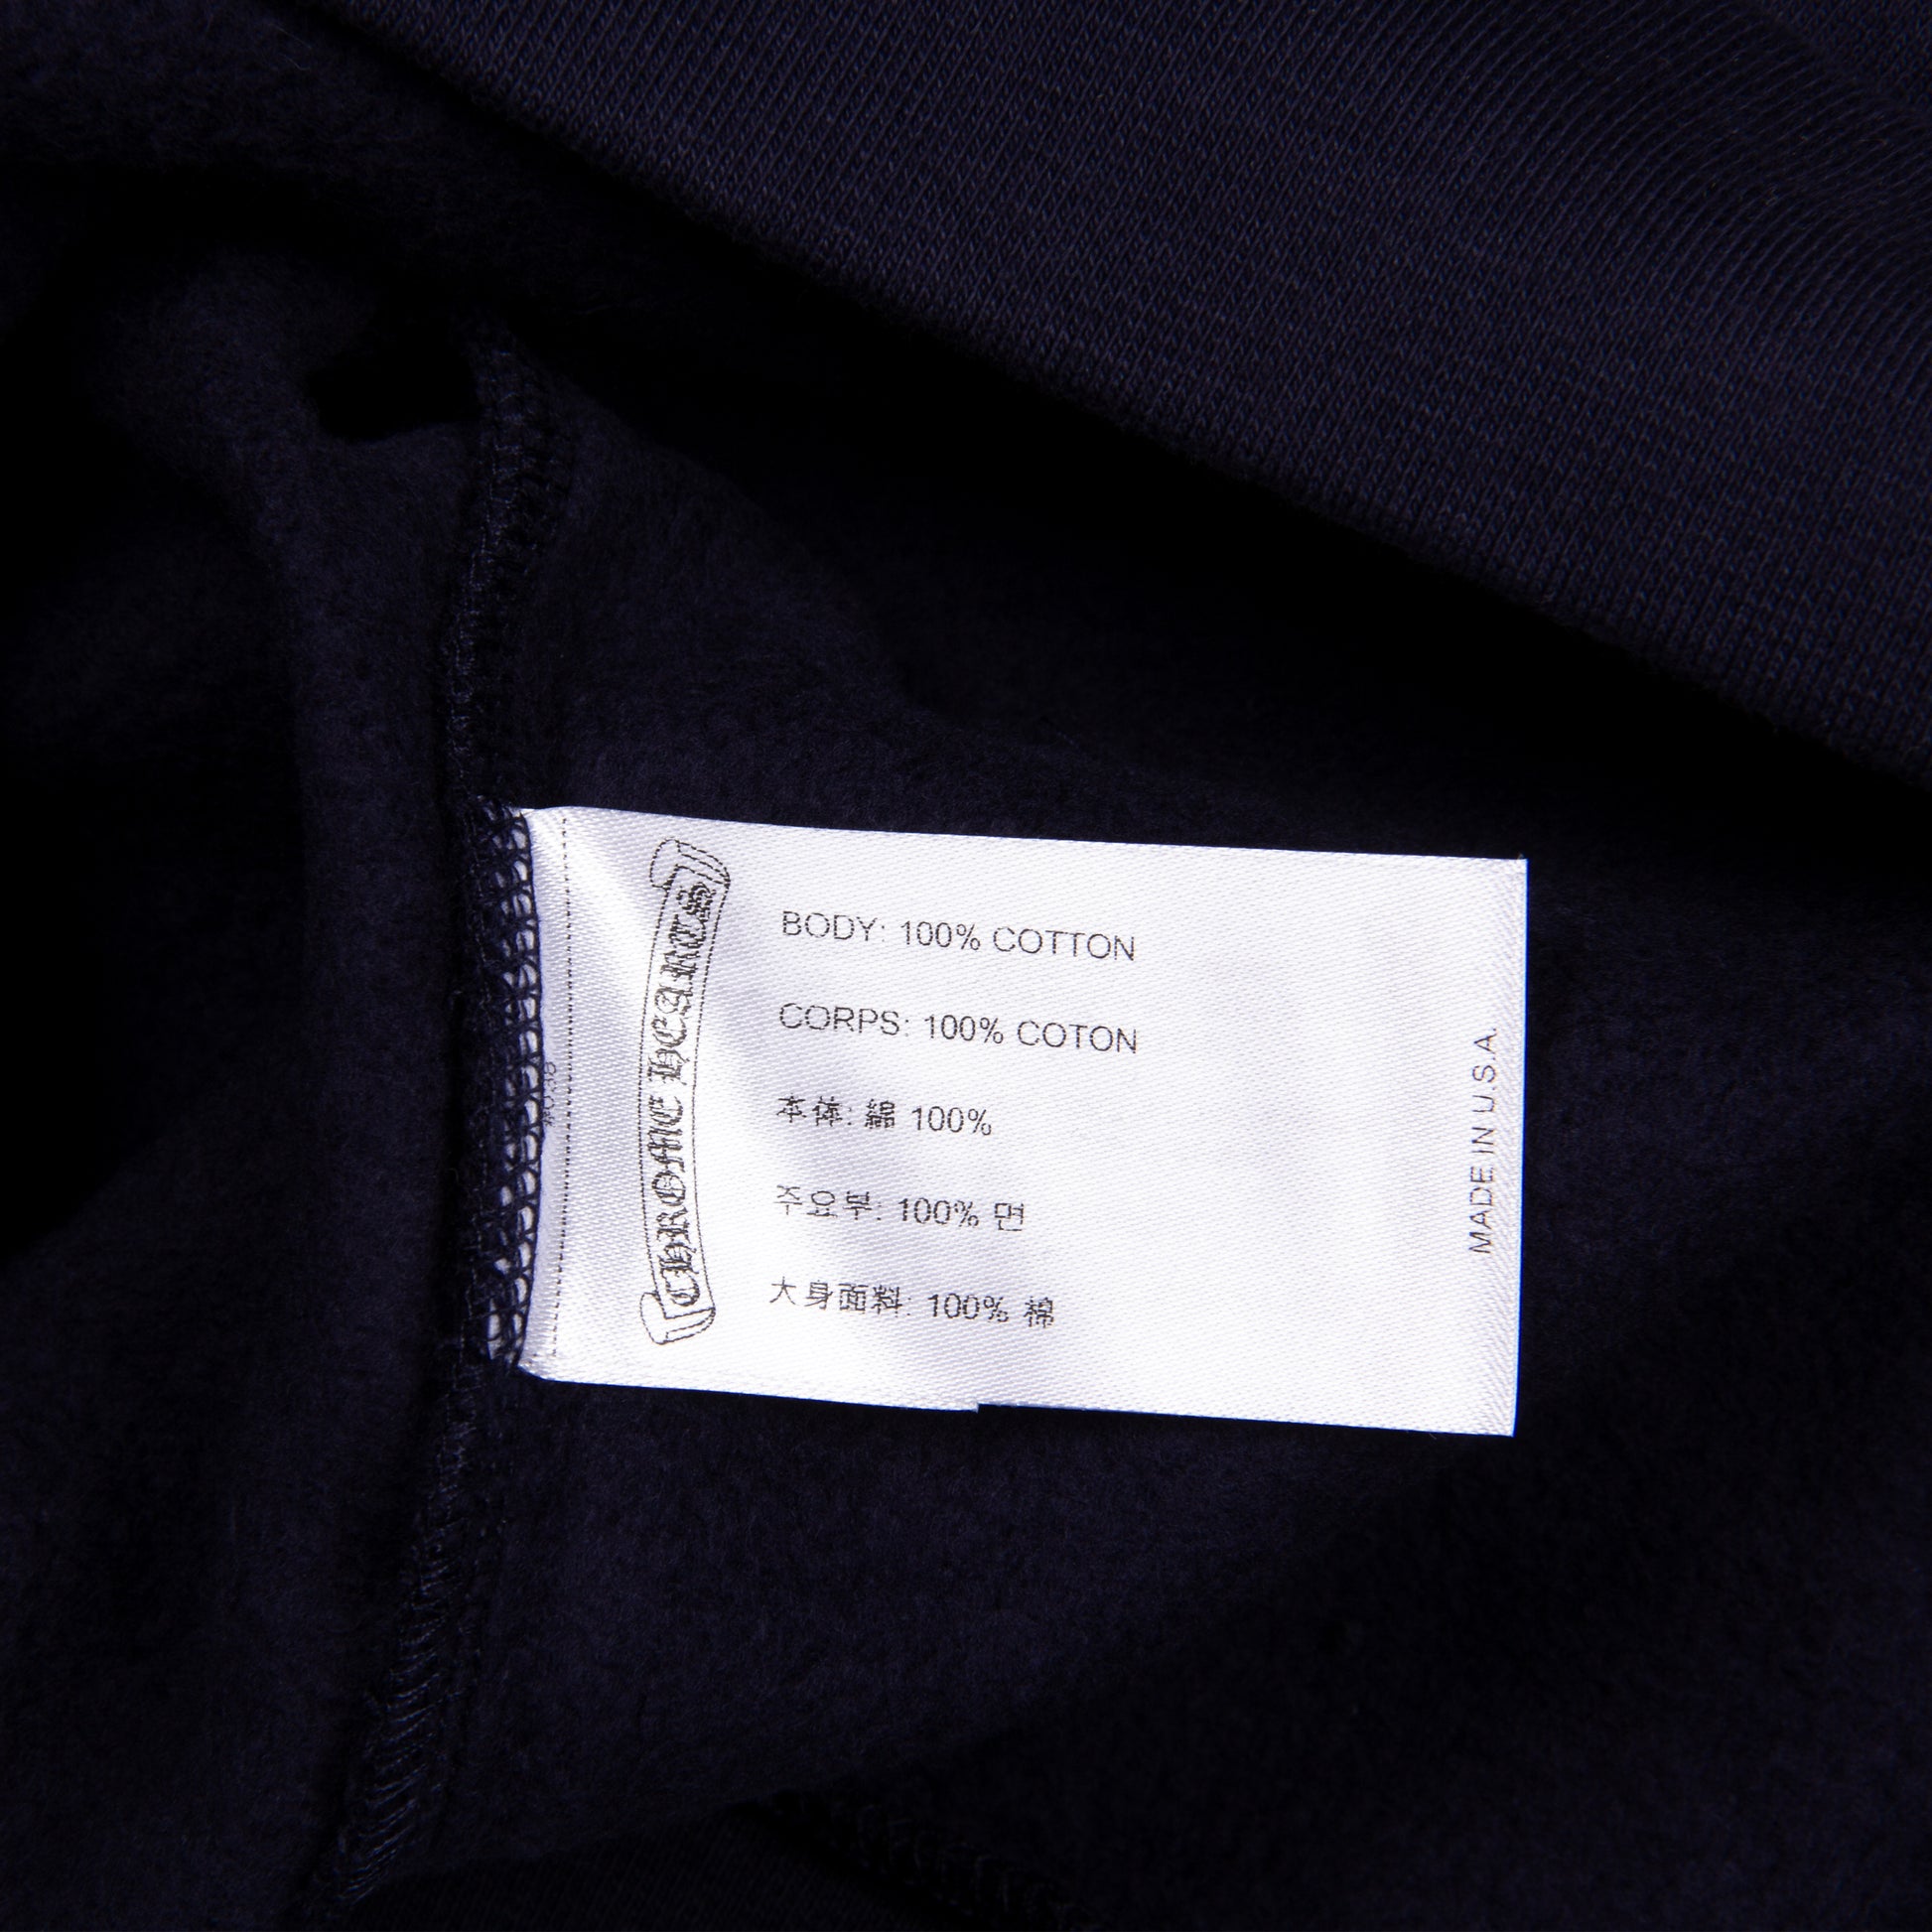 CHROME HEARTS
BODY: 100% COTTON
CORPS: 100% COTON
本体: 綿 100%
주요부: 100% 면
大身面料: 100% 棉
MADE IN U.S.A.